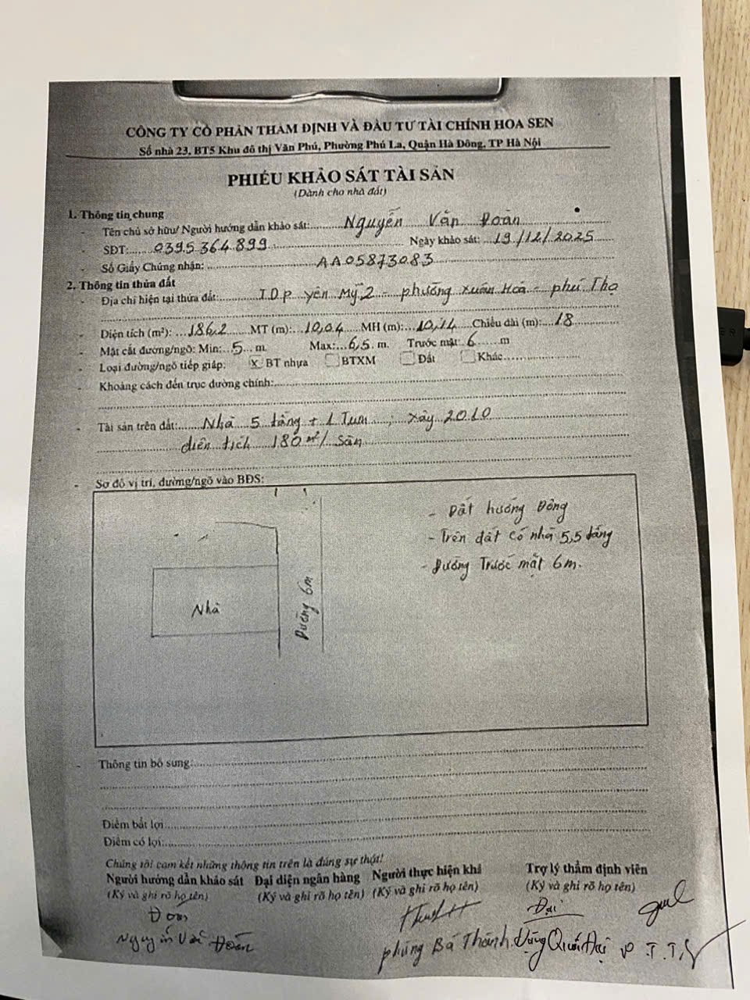 CÔNG TY CỔ PHẦN THẨM ĐỊNH VÀ ĐẦU TƯ TÀI CHÍNH HOA SEN
Số nhà 23, BT5 Khu đô thị Văn Phú, Phường Phú La, Quận Hà Đông, TP Hà Nội
PHIẾU KHẢO SÁT TÀI SẢN
(Dành cho nhà đất)
1. Thông tin chung
- Tên chủ sở hữu/ Người hướng dẫn khảo sát: Nguyễn Văn Đoàn
- SĐT: 0395364899 Ngày khảo sát: 19/12/2025
- Số Giấy Chứng nhận: AA05873083
2. Thông tin thửa đất
- Địa chỉ hiện tại thửa đất: TDP Yên Mỹ 2 - phường Xuân Hoà - phú Thọ
- Diện tích (m²): 186,2 MT (m): 10,04 MH (m): 10,14 Chiều dài (m): 18
- Mặt cắt đường/ngõ: Min: 5 m. Max: 6,5 m. Trước mặt: 6 m
- Loại đường/ngõ tiếp giáp: X BT nhựa BTXM Đất Khác
- Khoảng cách đến trục đường chính:
- Tài sản trên đất: Nhà 5 tầng + 1 Tum ; xây 2010
diện tích 180 m²/ sàn
- Sơ đồ vị trí, đường/ngõ vào BĐS:
- Đất hướng Đông
- Trên đất có nhà 5,5 tầng
- Đường Trước mặt 6m.
Nhà
Đường 6m
- Thông tin bổ sung:
Điểm bất lợi
Điểm có lợi:
Chúng tôi cam kết những thông tin trên là đúng sự thật!
Người hướng dẫn khảo sát Đại diện ngân hàng Người thực hiện khả Trợ lý thẩm định viên
(Ký và ghi rõ họ tên) (Ký và ghi rõ họ tên) (Ký và ghi rõ họ tên) (Ký và ghi rõ họ tên)
Đoàn Đại
Nguyễn Văn Đoàn phùng Bá Thành Đặng Quốc Đại